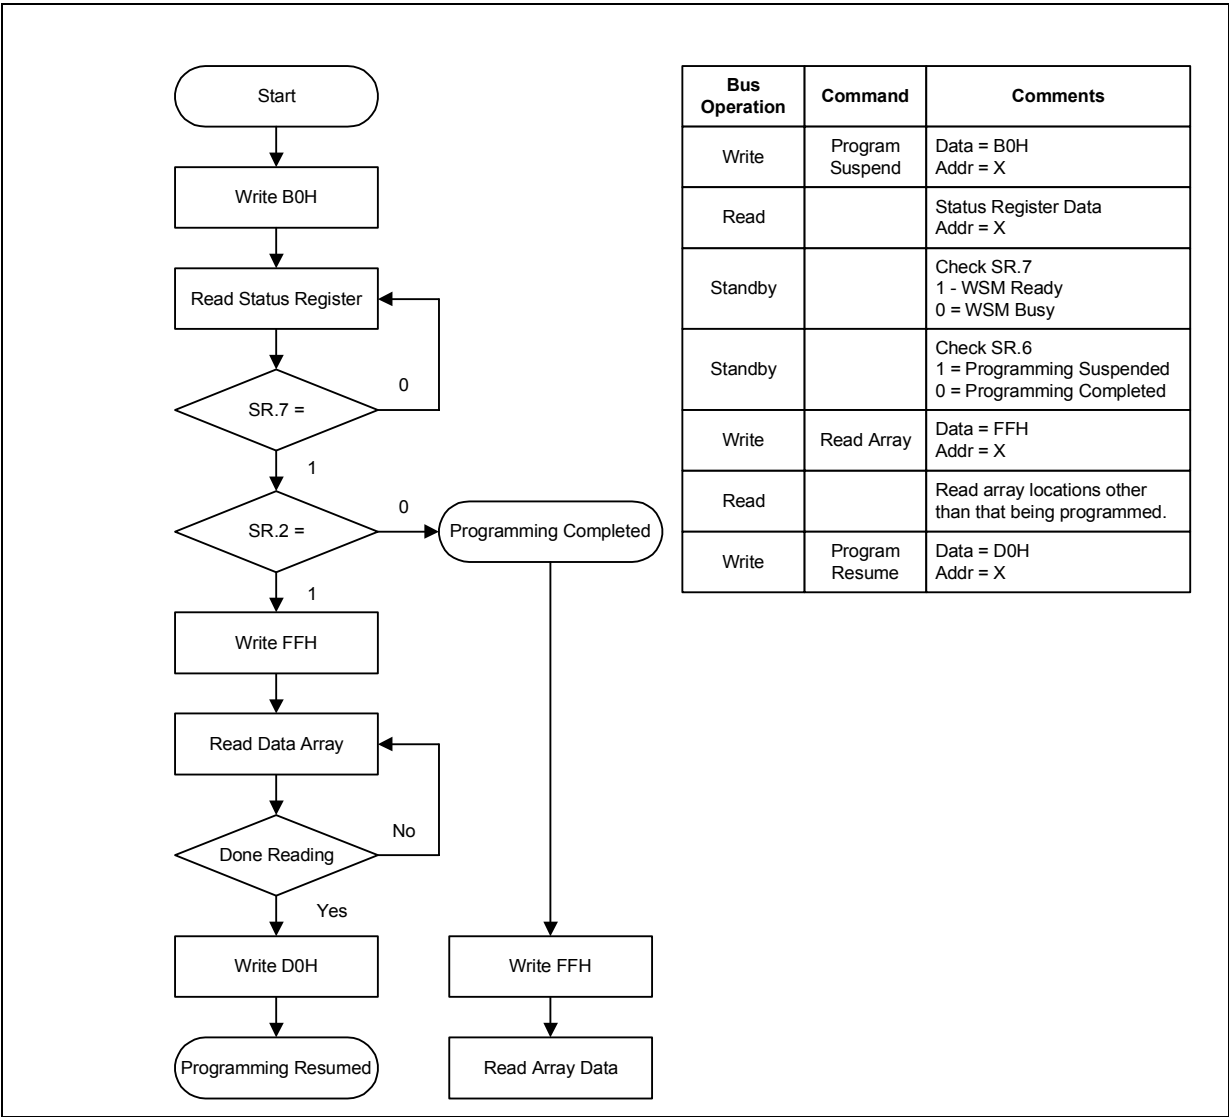 Start
Write B0H
Read Status Register
0
SR.7 =
1
0
SR.2 =
Programming Completed
1
Write FFH
Read Data Array
No
Done Reading
Yes
Write D0H
Write FFH
Programming Resumed
Read Array Data
Bus
Operation
Command
Comments
Write
Program
Suspend
Data = B0H
Addr = X
Read
Status Register Data
Addr = X
Standby
Check SR.7
1 - WSM Ready
0 = WSM Busy
Standby
Check SR.6
1 = Programming Suspended
0 = Programming Completed
Write
Read Array
Data = FFH
Addr = X
Read
Read array locations other
than that being programmed.
Write
Program
Resume
Data = D0H
Addr = X